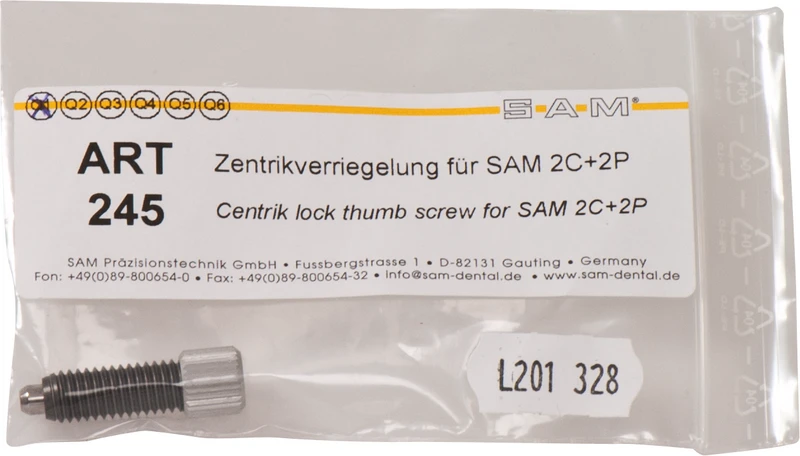 Q2 Q3 Q4 Q5 Q6
S·A·M®
ART
245
Zentrikverriegelung für SAM 2C+2P
Centrik lock thumb screw for SAM 2C+2P
SAM Präzisionstechnik GmbH • Fussbergstrasse 1 • D-82131 Gauting • Germany
Fon: +49(0)89-800654-0 • Fax: +49(0)89-800654-32 • info@sam-dental.de • www.sam-dental.de
L201 328